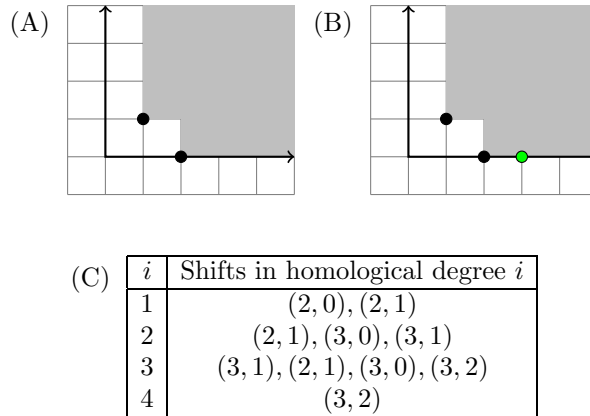 (A) (B)
(C) i Shifts in homological degree i
1 (2, 0), (2, 1)
2 (2, 1), (3, 0), (3, 1)
3 (3, 1), (2, 1), (3, 0), (3, 2)
4 (3, 2)